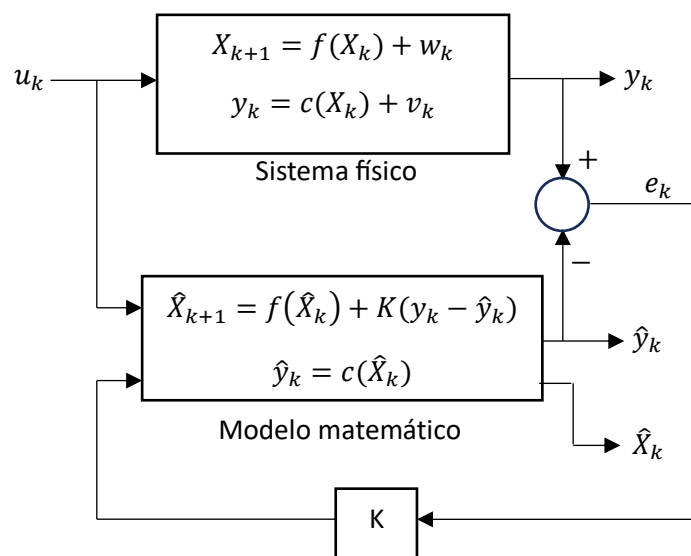 X_{k+1} = f(X_k) + w_k
u_k
y_k
y_k = c(X_k) + v_k
Sistema físico
+
e_k
−
X̂_{k+1} = f(X̂_k) + K(y_k − ŷ_k)
ŷ_k
ŷ_k = c(X̂_k)
Modelo matemático
X̂_k
K